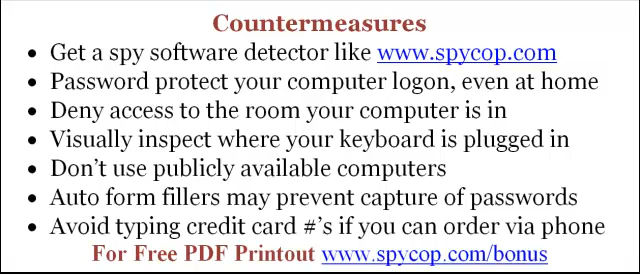 Countermeasures
• Get a spy software detector like www.spycop.com
• Password protect your computer logon, even at home
• Deny access to the room your computer is in
• Visually inspect where your keyboard is plugged in
• Don't use publicly available computers
• Auto form fillers may prevent capture of passwords
• Avoid typing credit card #'s if you can order via phone
For Free PDF Printout www.spycop.com/bonus